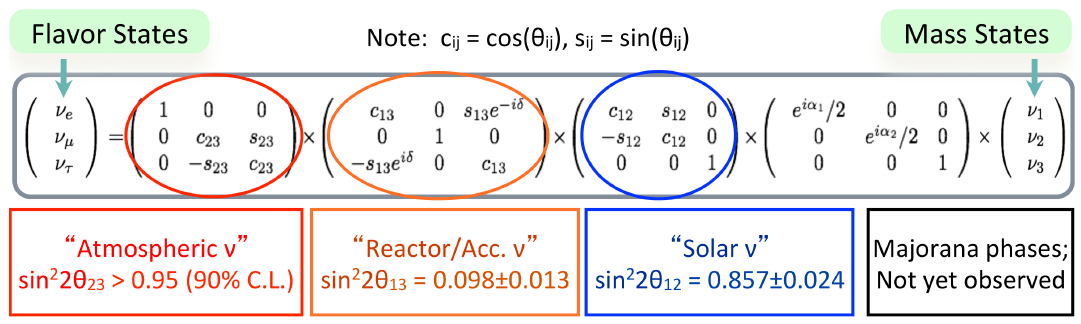 Flavor States
Note: cij = cos(θij), sij = sin(θij)
Mass States
( νe νμ ντ ) = ( 1 0 0 0 c23 s23 0 -s23 c23 ) × ( c13 0 s13e^-iδ 0 1 0 -s13e^iδ 0 c13 ) × ( c12 s12 0 -s12 c12 0 0 0 1 ) × ( e^iα1/2 0 0 0 e^iα2/2 0 0 0 1 ) × ( ν1 ν2 ν3 )
“Atmospheric ν”
sin²2θ23 > 0.95 (90% C.L.)
“Reactor/Acc. ν”
sin²2θ13 = 0.098±0.013
“Solar ν”
sin²2θ12 = 0.857±0.024
Majorana phases;
Not yet observed